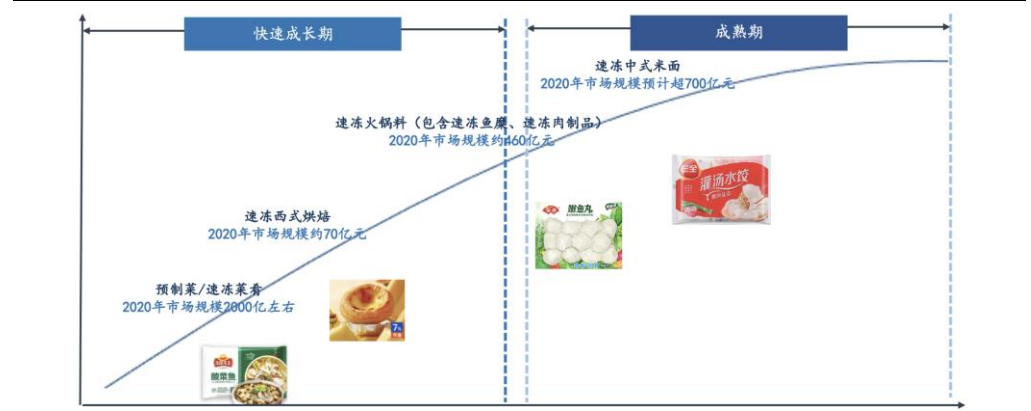 快速成长期
成熟期
速冻中式米面
2020年市场规模预计超700亿元
速冻火锅料（包含速冻鱼糜、速冻肉制品）
2020年市场规模约460亿元
速冻西式烘焙
2020年市场规模约70亿元
预制菜/速冻菜肴
2020年市场规模2000亿左右
三全
灌汤水饺
嫩鱼丸
酸菜鱼